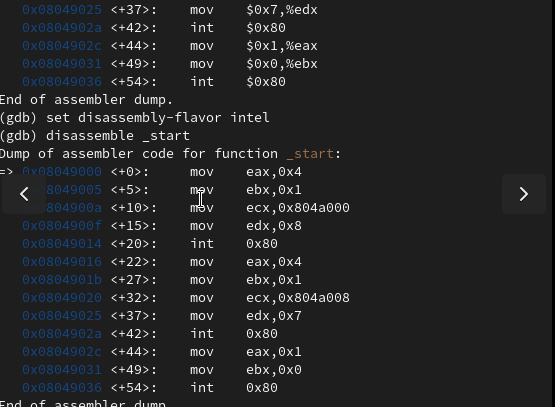 0x08049025 <+37>: mov $0x7,%edx
0x0804902a <+42>: int $0x80
0x0804902c <+44>: mov $0x1,%eax
0x08049031 <+49>: mov $0x0,%ebx
0x08049036 <+54>: int $0x80
End of assembler dump.
(gdb) set disassembly-flavor intel
(gdb) disassemble _start
Dump of assembler code for function _start:
=> 0x08049000 <+0>: mov eax,0x4
0x08049005 <+5>: mov ebx,0x1
0x0804900a <+10>: mov ecx,0x804a000
0x0804900f <+15>: mov edx,0x8
0x08049014 <+20>: int 0x80
0x08049016 <+22>: mov eax,0x4
0x0804901b <+27>: mov ebx,0x1
0x08049020 <+32>: mov ecx,0x804a008
0x08049025 <+37>: mov edx,0x7
0x0804902a <+42>: int 0x80
0x0804902c <+44>: mov eax,0x1
0x08049031 <+49>: mov ebx,0x0
0x08049036 <+54>: int 0x80
End of assembler dump